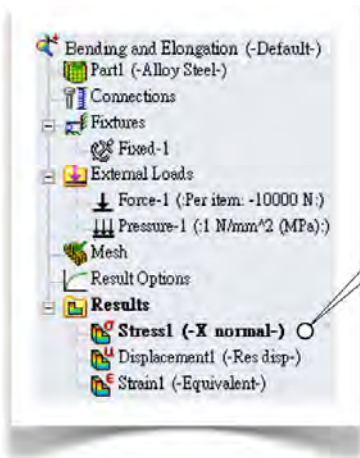 Bending and Elongation (-Default-)
Part1 (-Alloy Steel-)
Connections
Fixtures
Fixed-1
External Loads
Force-1 (:Per item: -10000 N:)
Pressure-1 (:1 N/mm^2 (MPa):)
Mesh
Result Options
Results
Stress1 (-X normal-)
Displacement1 (-Res disp-)
Strain1 (-Equivalent-)